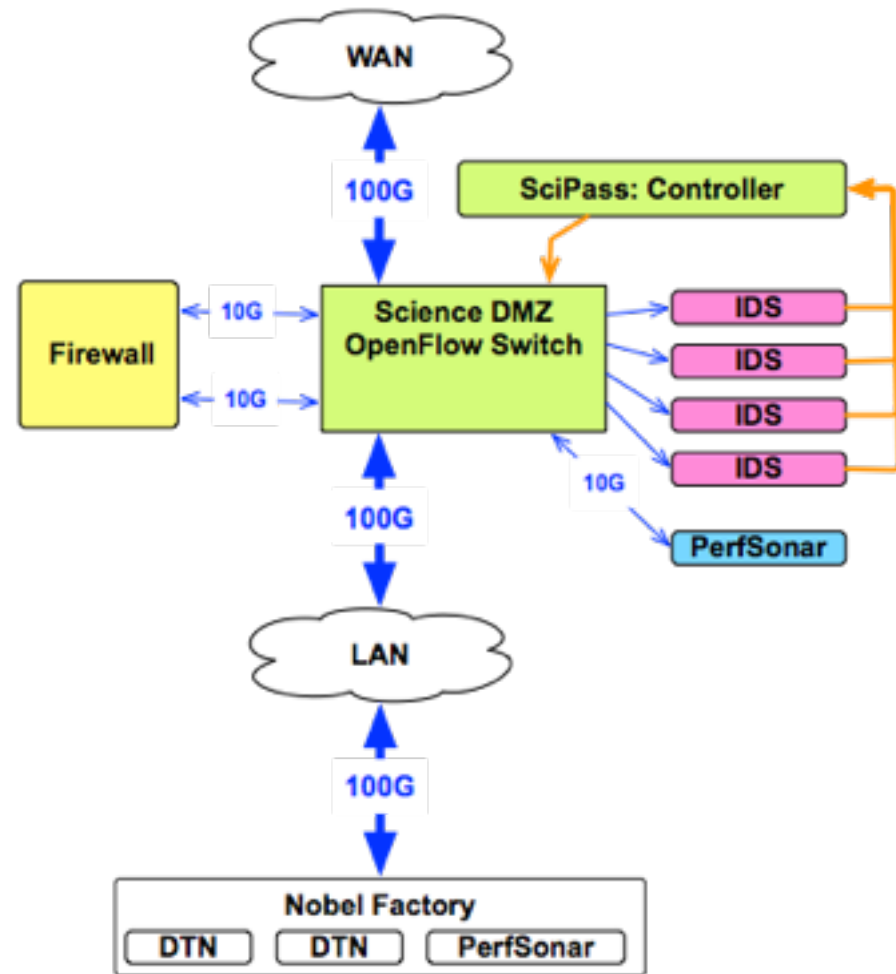 WAN
100G
SciPass: Controller
Firewall
10G
10G
Science DMZ
OpenFlow Switch
IDS
IDS
IDS
IDS
10G
PerfSonar
100G
LAN
100G
Nobel Factory
DTN
DTN
PerfSonar